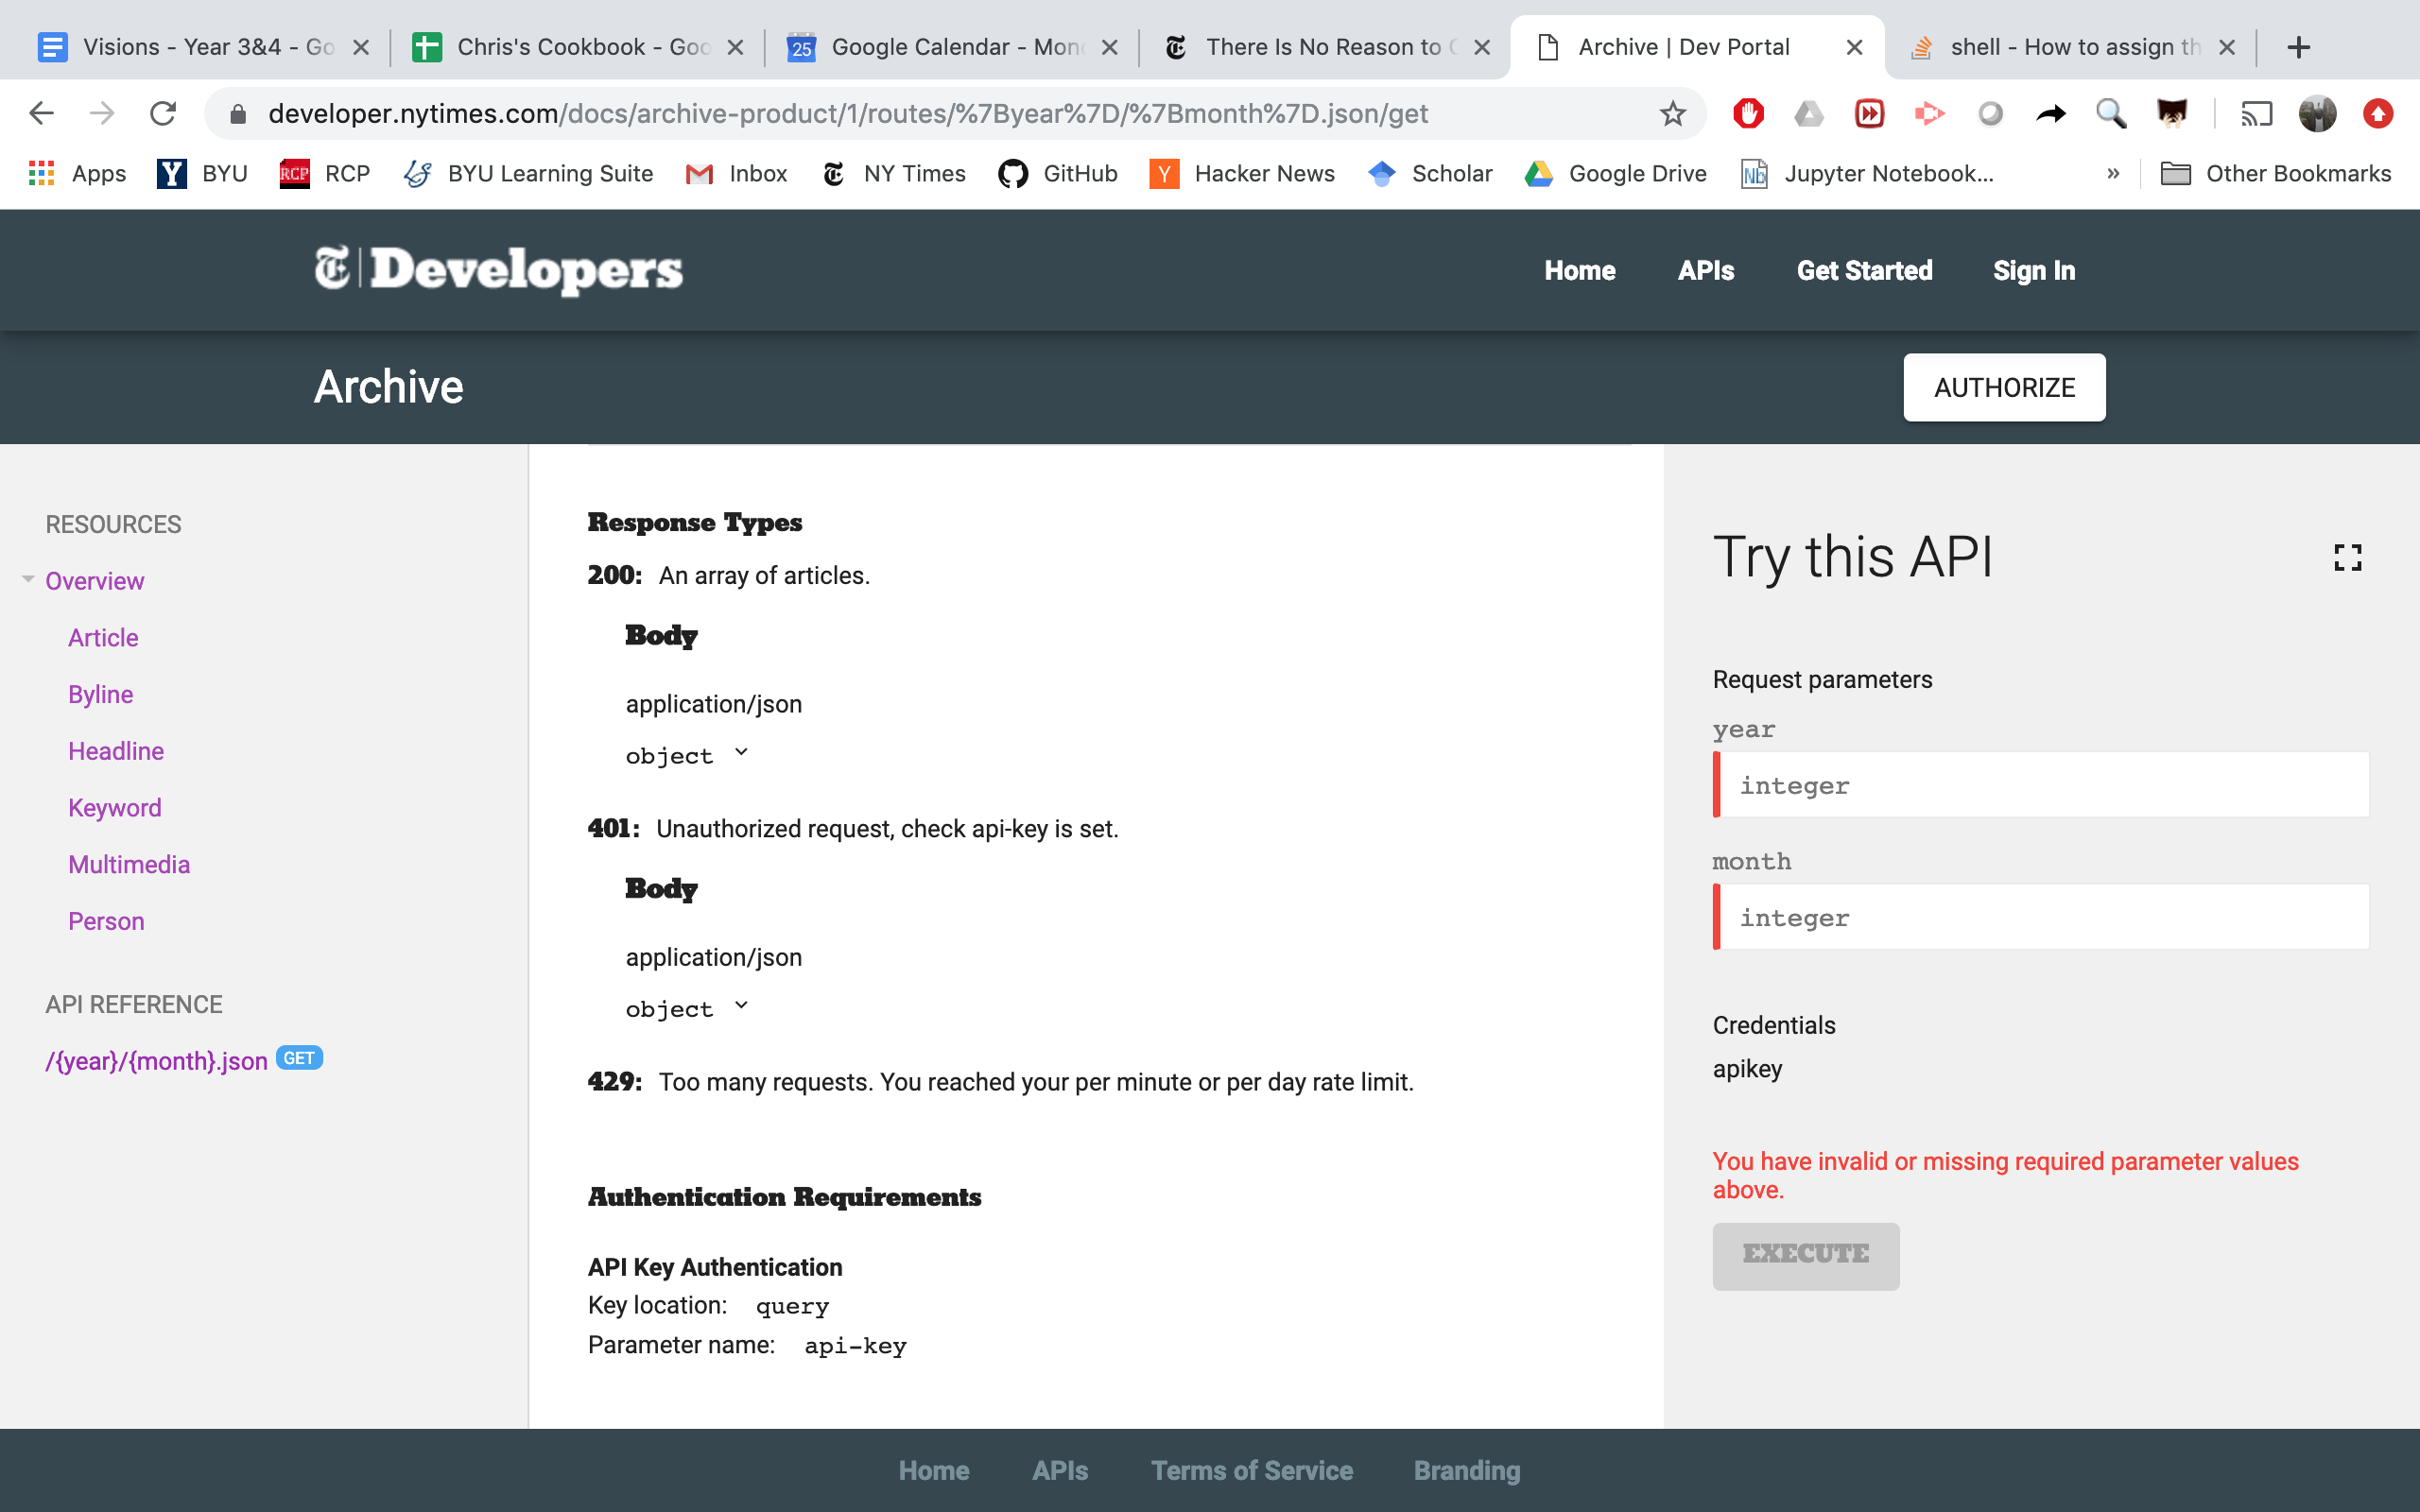 Visions - Year 3&4 - Go
Chris's Cookbook - Goo
25
Google Calendar - Mon
There Is No Reason to
Archive | Dev Portal
shell - How to assign th
developer.nytimes.com/docs/archive-product/1/routes/%7Byear%7D/%7Bmonth%7D.json/get
Apps
Y
BYU
RCP
RCP
BYU Learning Suite
Inbox
NY Times
GitHub
Y
Hacker News
Scholar
Google Drive
Nb
Jupyter Notebook...
»
Other Bookmarks
T Developers
Home
APIs
Get Started
Sign In
Archive
AUTHORIZE
RESOURCES
Overview
Article
Byline
Headline
Keyword
Multimedia
Person
API REFERENCE
/{year}/{month}.json GET
Response Types
200: An array of articles.
Body
application/json
object
401: Unauthorized request, check api-key is set.
Body
application/json
object
429: Too many requests. You reached your per minute or per day rate limit.
Authentication Requirements
API Key Authentication
Key location: query
Parameter name: api-key
Try this API
Request parameters
year
integer
month
integer
Credentials
apikey
You have invalid or missing required parameter values
above.
EXECUTE
Home
APIs
Terms of Service
Branding